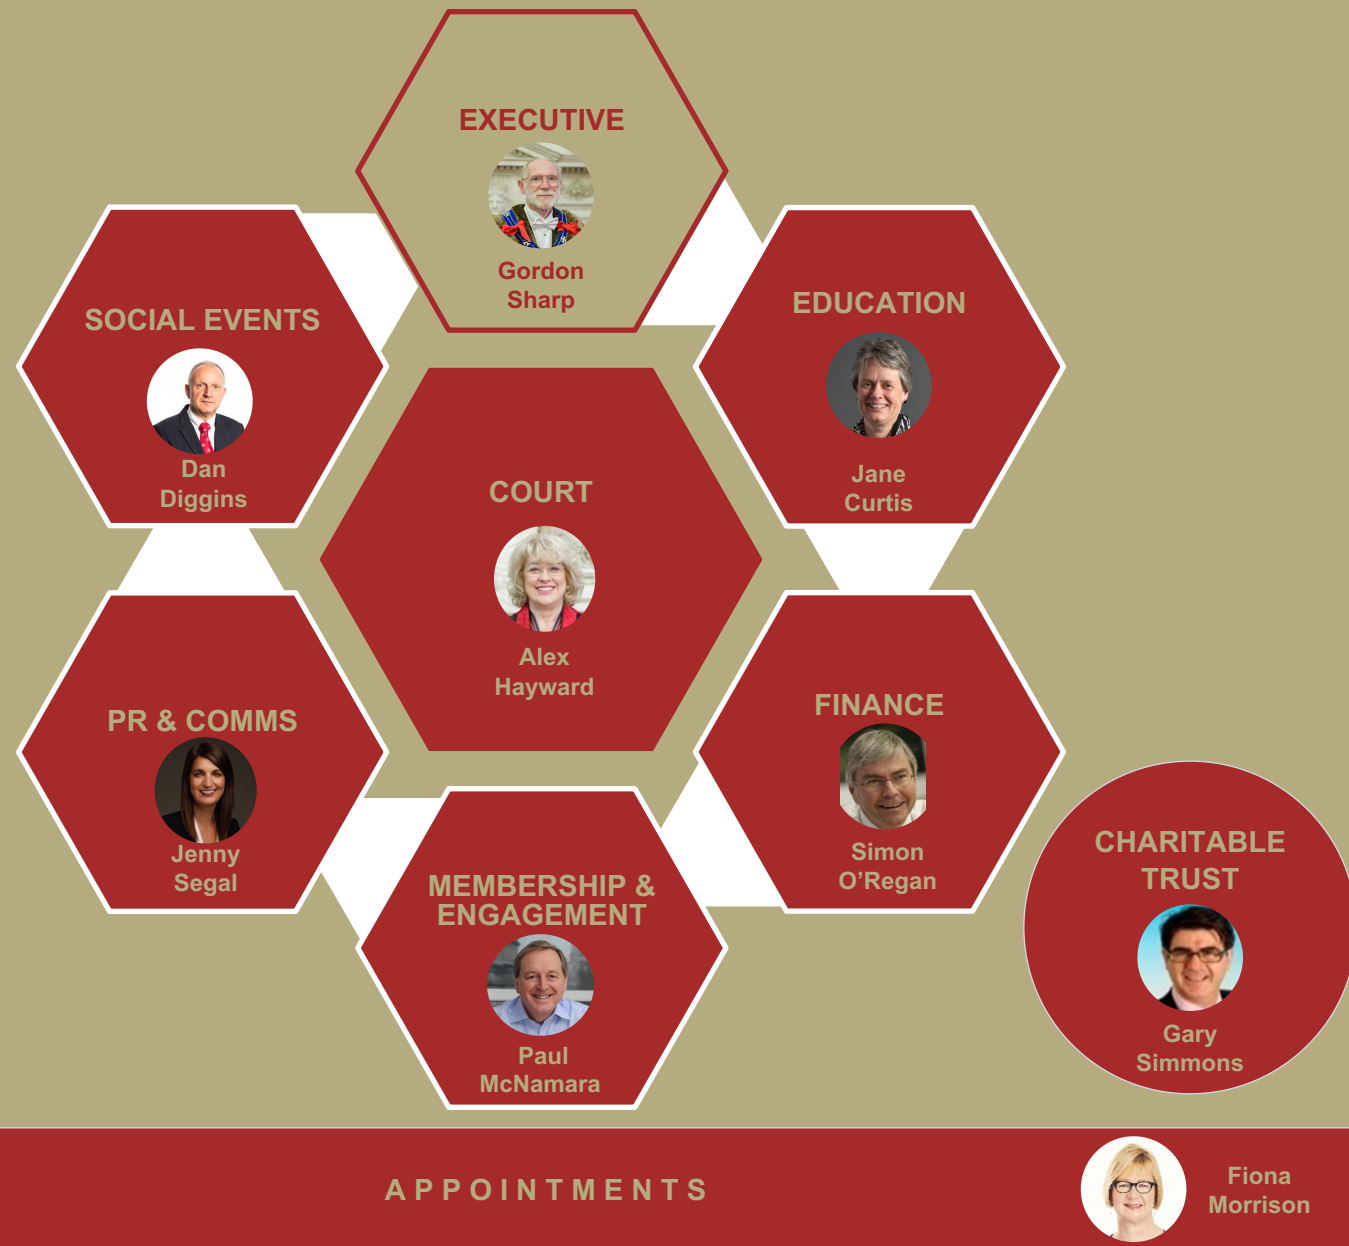 EXECUTIVE
Gordon
Sharp
SOCIAL EVENTS
Dan
Diggins
EDUCATION
Jane
Curtis
COURT
Alex
Hayward
PR & COMMS
Jenny
Segal
FINANCE
Simon
O’Regan
MEMBERSHIP &
ENGAGEMENT
Paul
McNamara
CHARITABLE
TRUST
Gary
Simmons
APPOINTMENTS
Fiona
Morrison